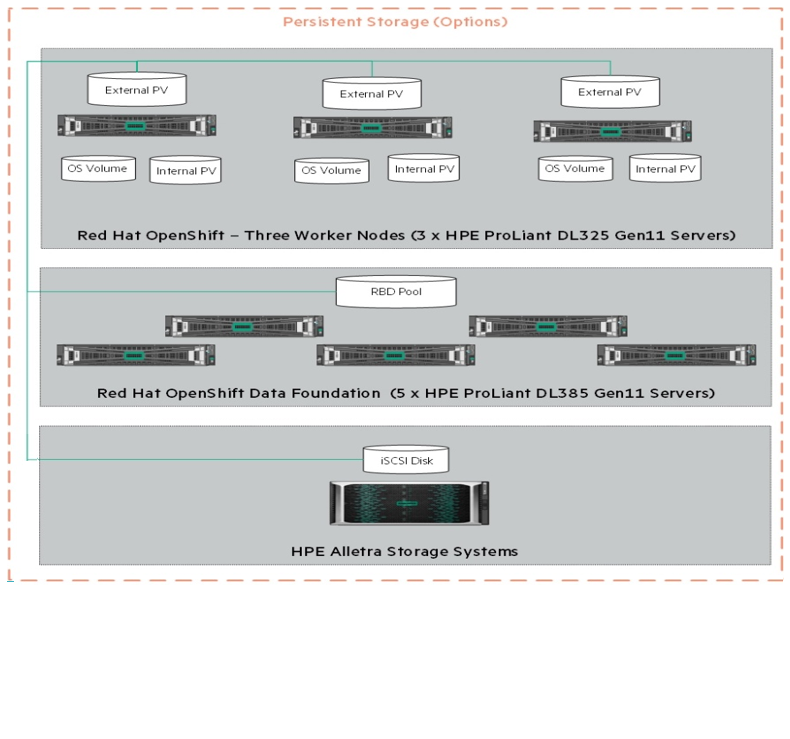 Persistent Storage (Options)
External PV
External PV
External PV
OS Volume
Internal PV
OS Volume
Internal PV
OS Volume
Internal PV
Red Hat OpenShift – Three Worker Nodes (3 x HPE ProLiant DL325 Gen11 Servers)
RBD Pool
Red Hat OpenShift Data Foundation (5 x HPE ProLiant DL385 Gen11 Servers)
iSCSI Disk
HPE Alletra Storage Systems